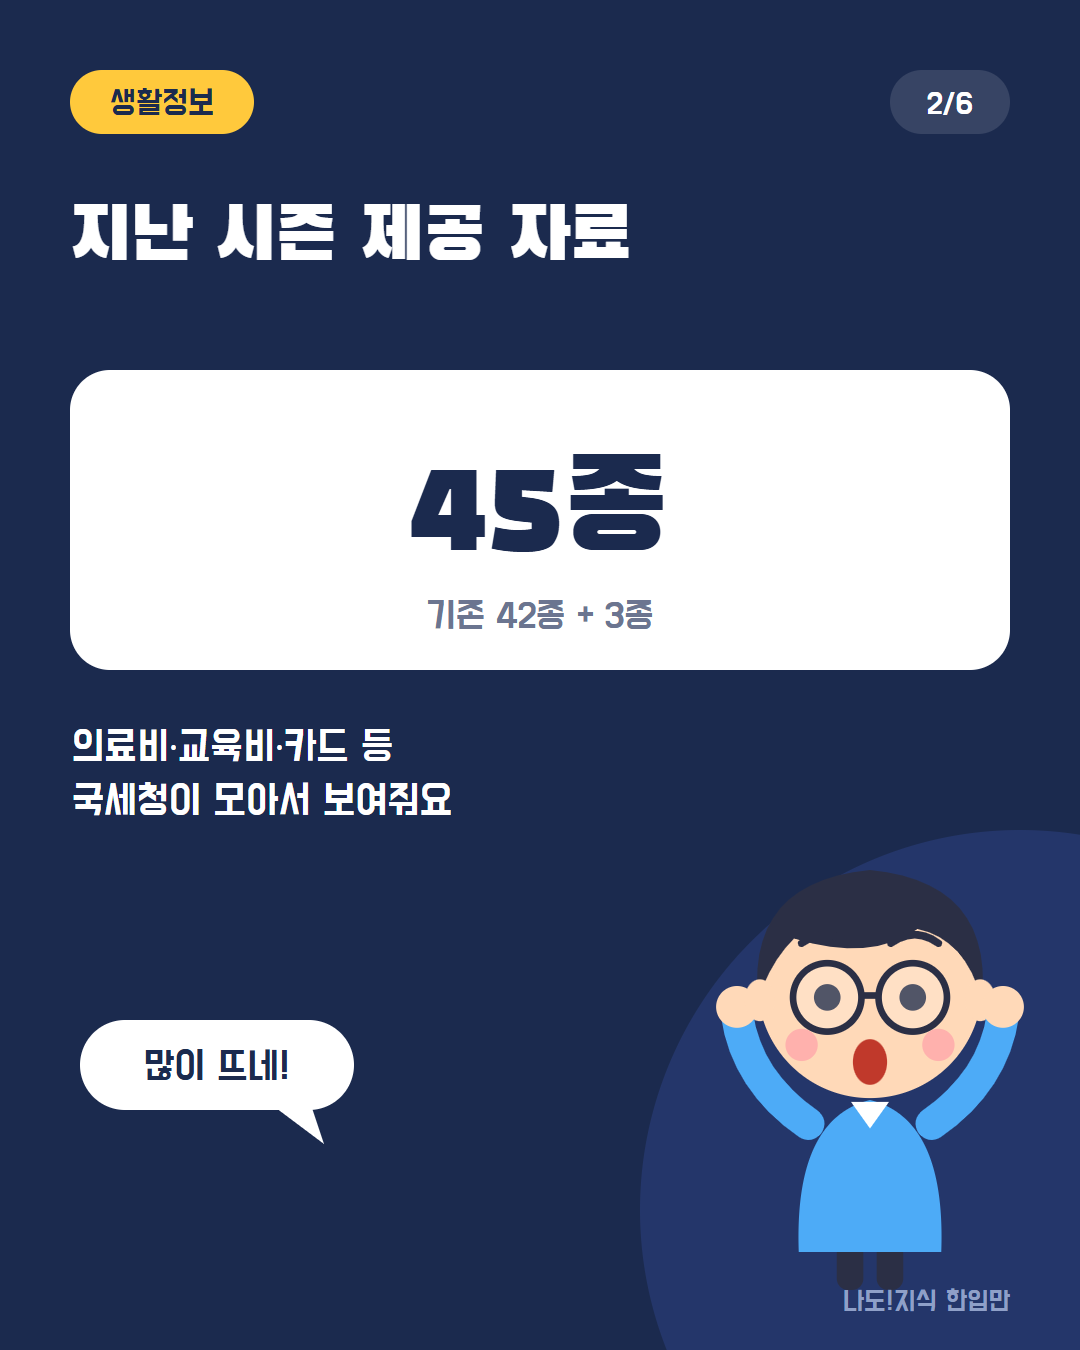 생활정보
2/6
지난 시즌 제공 자료
45종
기존 42종 + 3종
의료비·교육비·카드 등
국세청이 모아서 보여줘요
많이 뜨네!
나도!지식 한입만